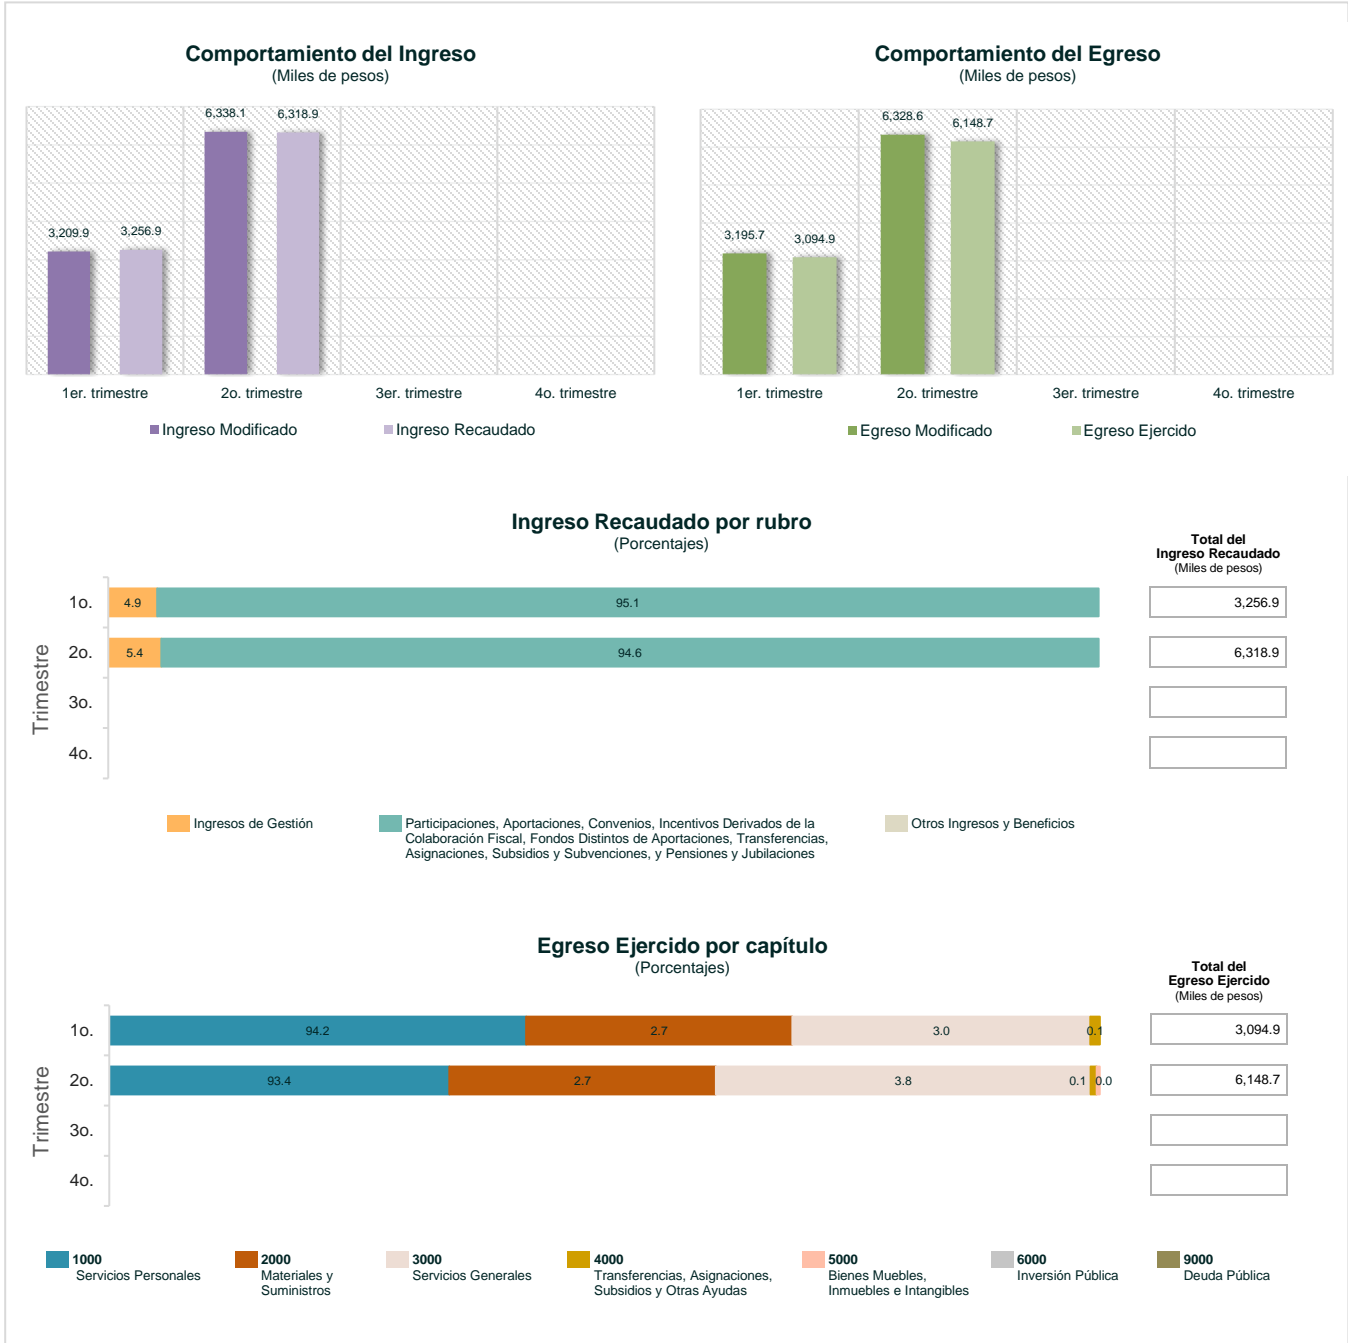 Comportamiento del Ingreso
(Miles de pesos)
6,338.1
6,318.9
3,209.9
3,256.9
1er. trimestre
2o. trimestre
3er. trimestre
4o. trimestre
Ingreso Modificado
Ingreso Recaudado
Comportamiento del Egreso
(Miles de pesos)
6,328.6
6,148.7
3,195.7
3,094.9
1er. trimestre
2o. trimestre
3er. trimestre
4o. trimestre
Egreso Modificado
Egreso Ejercido
Ingreso Recaudado por rubro
(Porcentajes)
Total del
Ingreso Recaudado
(Miles de pesos)
Trimestre
1o.
4.9
95.1
3,256.9
2o.
5.4
94.6
6,318.9
3o.
4o.
Ingresos de Gestión
Participaciones, Aportaciones, Convenios, Incentivos Derivados de la
Colaboración Fiscal, Fondos Distintos de Aportaciones, Transferencias,
Asignaciones, Subsidios y Subvenciones, y Pensiones y Jubilaciones
Otros Ingresos y Beneficios
Egreso Ejercido por capítulo
(Porcentajes)
Total del
Egreso Ejercido
(Miles de pesos)
Trimestre
1o.
94.2
2.7
3.0
0.1
3,094.9
2o.
93.4
2.7
3.8
0.1
0.0
6,148.7
3o.
4o.
1000
Servicios Personales
2000
Materiales y
Suministros
3000
Servicios Generales
4000
Transferencias, Asignaciones,
Subsidios y Otras Ayudas
5000
Bienes Muebles,
Inmuebles e Intangibles
6000
Inversión Pública
9000
Deuda Pública